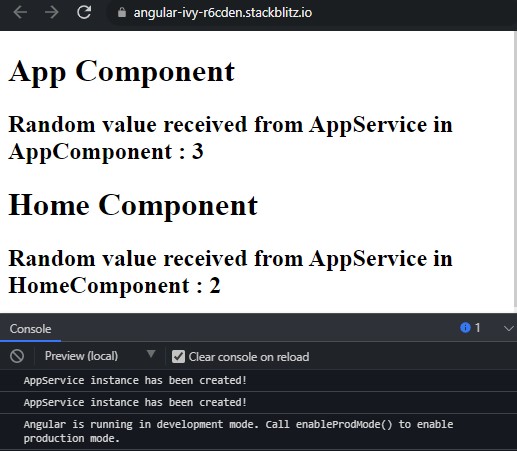 angular-ivy-r6cden.stackblitz.io
App Component
Random value received from AppService in
AppComponent : 3
Home Component
Random value received from AppService in
HomeComponent : 2
Console
1
Preview (local)
Clear console on reload
AppService instance has been created!
AppService instance has been created!
Angular is running in development mode. Call enableProdMode() to enable
production mode.